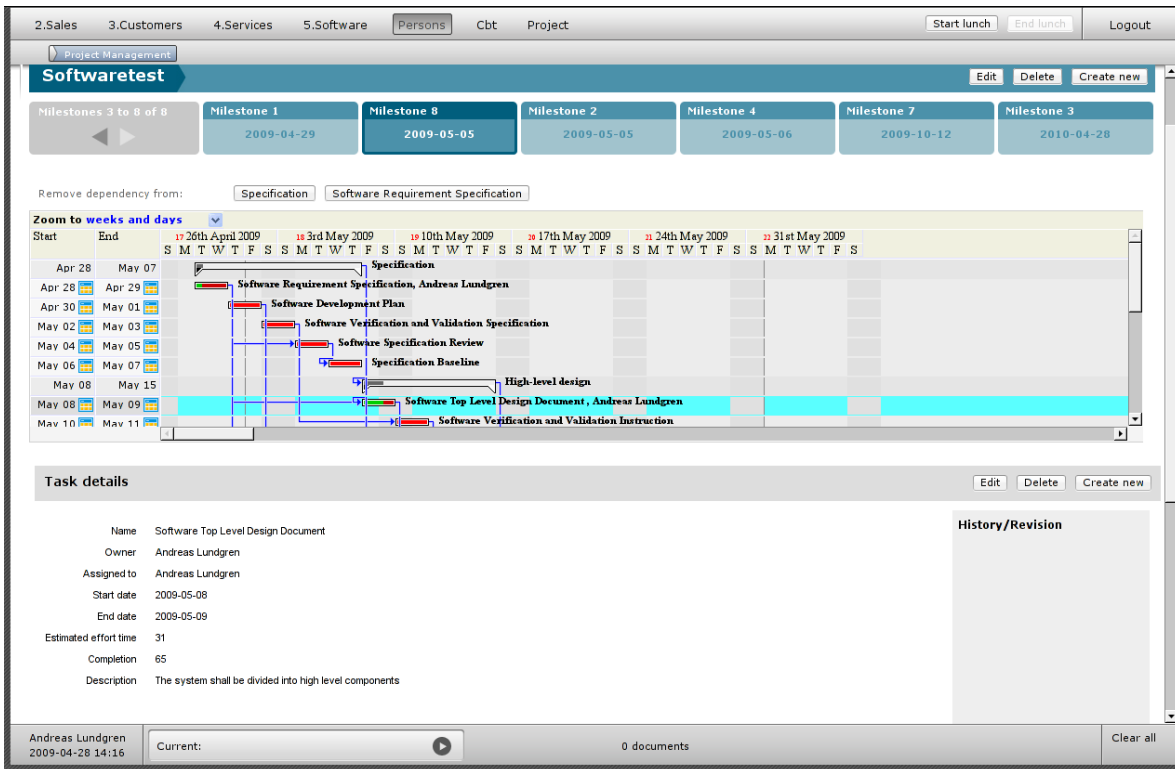 2.Sales 3.Customers 4.Services 5.Software Persons Cbt Project Start lunch End lunch Logout
Project Management
Softwaretest Edit Delete Create new
Milestones 3 to 8 of 8 Milestone 1 Milestone 8 Milestone 2 Milestone 4 Milestone 7 Milestone 3
2009-04-29 2009-05-05 2009-05-05 2009-05-06 2009-10-12 2010-04-28
Remove dependency from: Specification Software Requirement Specification
Zoom to weeks and days
Start End 17 26th April 2009 18 3rd May 2009 19 10th May 2009 20 17th May 2009 21 24th May 2009 22 31st May 2009
S M T W T F S S M T W T F S S M T W T F S S M T W T F S S M T W T F S S M T W T F S
Apr 28 May 07 Specification
Apr 28 Apr 29 Software Requirement Specification, Andreas Lundgren
Apr 30 May 01 Software Development Plan
May 02 May 03 Software Verification and Validation Specification
May 04 May 05 Software Specification Review
May 06 May 07 Specification Baseline
May 08 May 15 High-level design
May 08 May 09 Software Top Level Design Document , Andreas Lundgren
May 10 May 11 Software Verification and Validation Instruction
Task details Edit Delete Create new
History/Revision
Name Software Top Level Design Document
Owner Andreas Lundgren
Assigned to Andreas Lundgren
Start date 2009-05-08
End date 2009-05-09
Estimated effort time 31
Completion 65
Description The system shall be divided into high level components
Andreas Lundgren
2009-04-28 14:16
Current: 0 documents Clear all